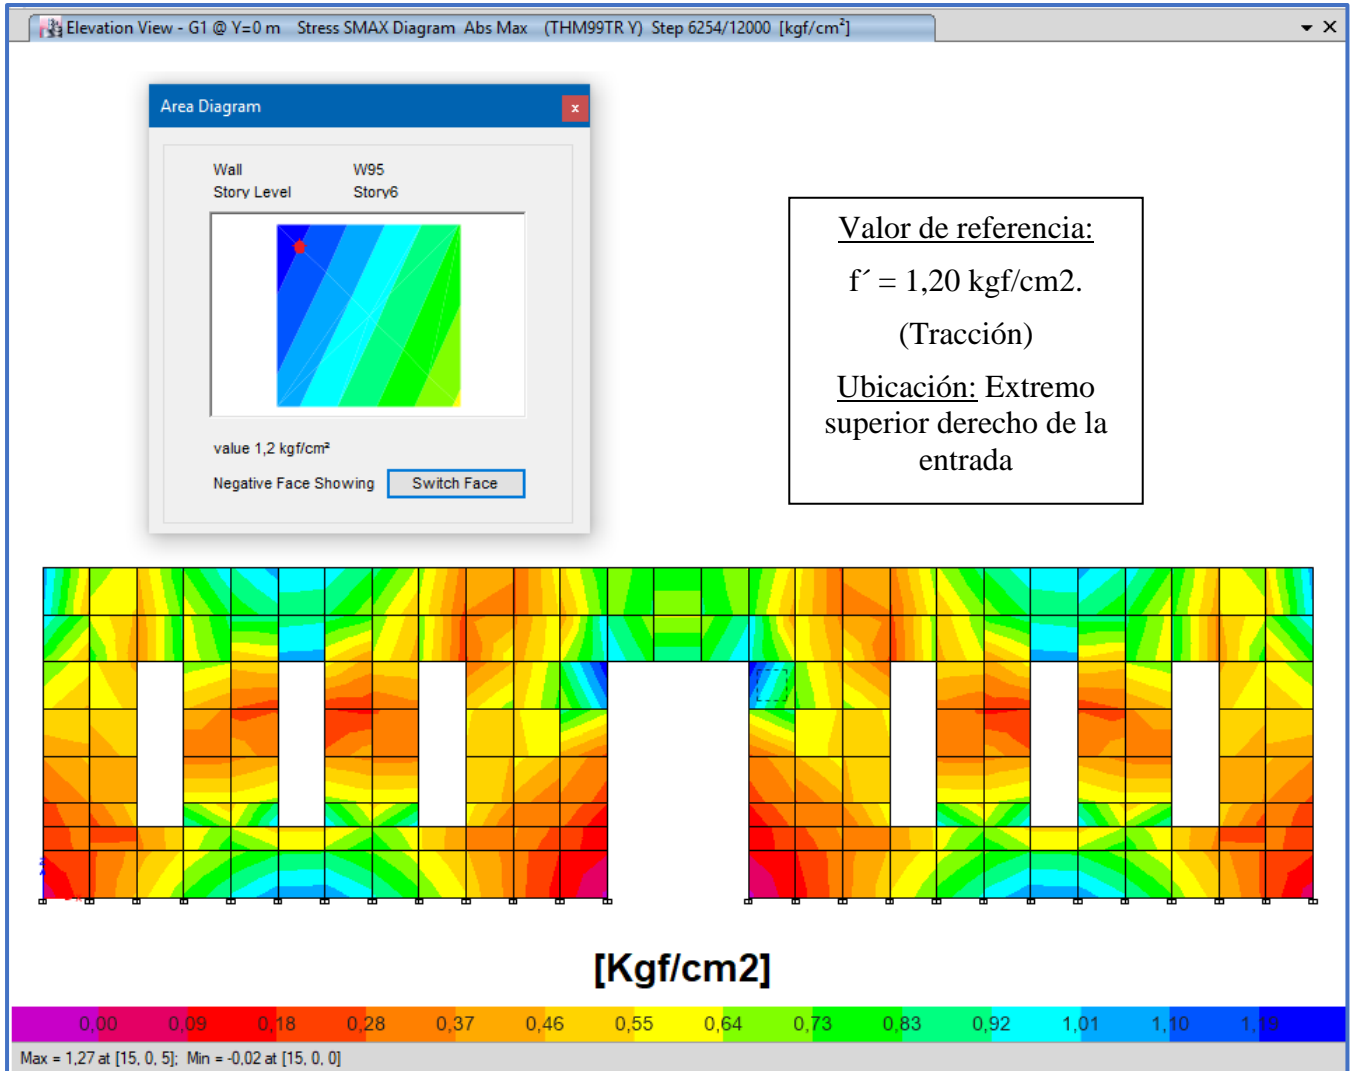 Elevation View - G1 @ Y=0 m Stress SMAX Diagram Abs Max (THM99TR Y) Step 6254/12000 [kgf/cm²]
Area Diagram
Wall W95
Story Level Story6
value 1,2 kgf/cm²
Negative Face Showing Switch Face
Valor de referencia:
f´ = 1,20 kgf/cm2.
(Tracción)
Ubicación: Extremo
superior derecho de la
entrada
[Kgf/cm2]
0,00 0,09 0,18 0,28 0,37 0,46 0,55 0,64 0,73 0,83 0,92 1,01 1,10 1,19
Max = 1,27 at [15, 0, 5]; Min = -0,02 at [15, 0, 0]